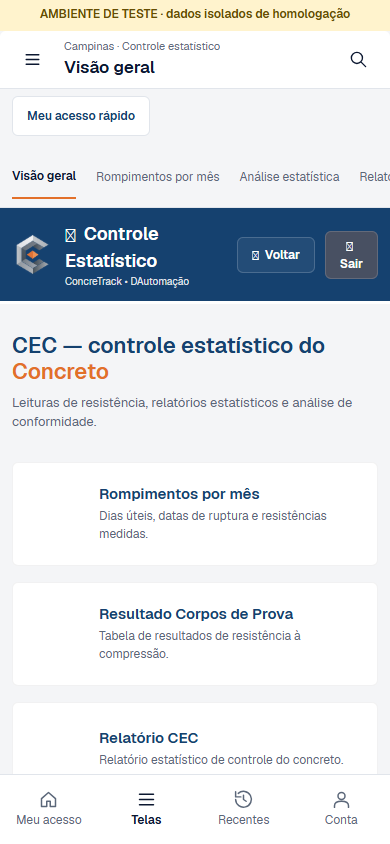 AMBIENTE DE TESTE · dados isolados de homologação
Campinas · Controle estatístico
Visão geral
Meu acesso rápido
Visão geral
Rompimentos por mês
Análise estatística
Relato
Controle
Estatístico
ConcreTrack • DAutomação
Voltar
Sair
CEC — controle estatístico do
Concreto
Leituras de resistência, relatórios estatísticos e análise de
conformidade.
Rompimentos por mês
Dias úteis, datas de ruptura e resistências
medidas.
Resultado Corpos de Prova
Tabela de resultados de resistência à
compressão.
Relatório CEC
Relatório estatístico de controle do concreto.
Meu acesso
Telas
Recentes
Conta